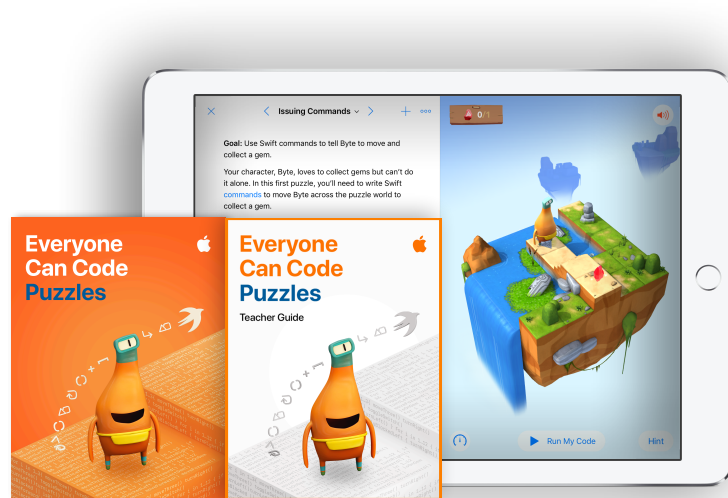 Issuing Commands
0/1
Goal: Use Swift commands to tell Byte to move and
collect a gem.
Your character, Byte, loves to collect gems but can't do
it alone. In this first puzzle, you'll need to write Swift
commands to move Byte across the puzzle world to
collect a gem.
Everyone
Can Code
Puzzles
Everyone
Can Code
Puzzles
Teacher Guide
Run My Code
Hint